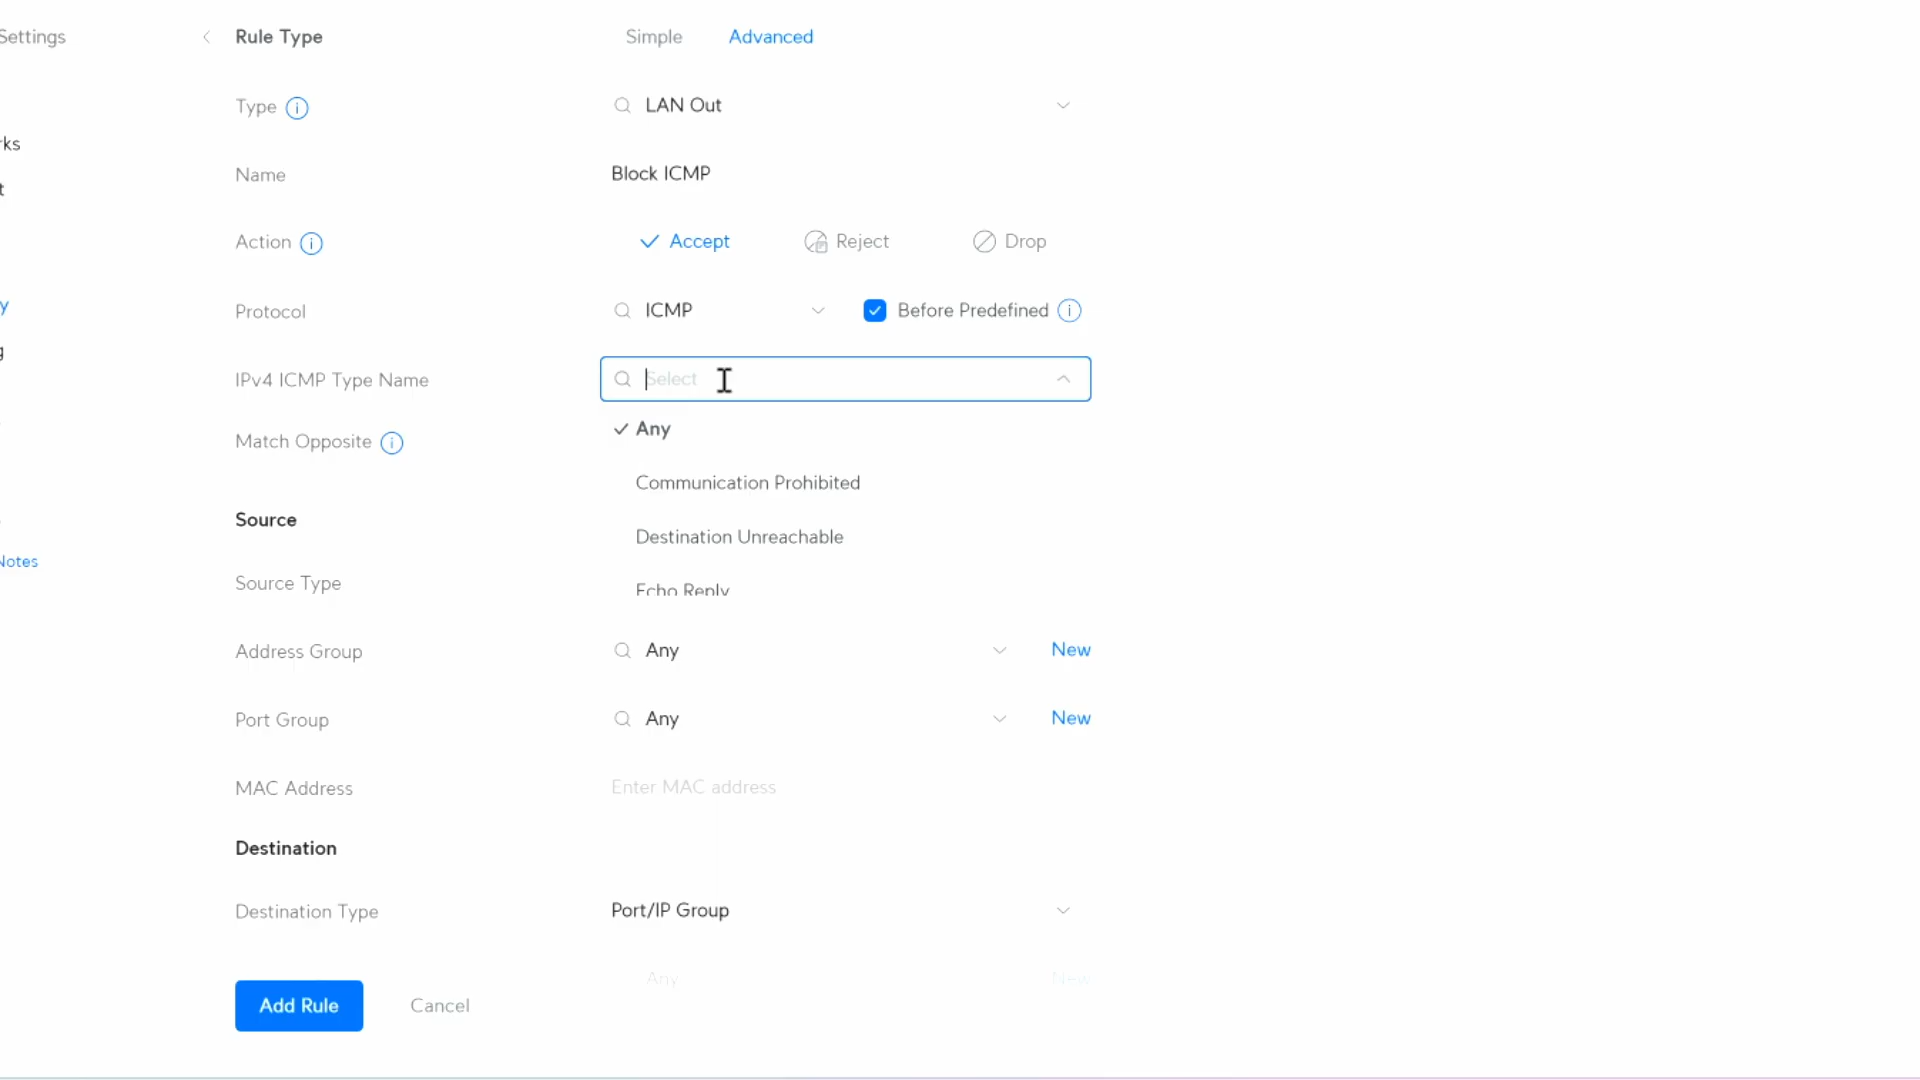 Settings
Rule Type
Simple Advanced
Type
LAN Out
rks
Name
Block ICMP
t
Action
Accept Reject Drop
y
Protocol
ICMP
Before Predefined
g
IPv4 ICMP Type Name
Select
Any
Match Opposite
Communication Prohibited
Source
Destination Unreachable
Notes
Source Type
Echo Reply
Address Group
Any
New
Port Group
Any
New
MAC Address
Enter MAC address
Destination
Destination Type
Port/IP Group
Any
New
Add Rule
Cancel